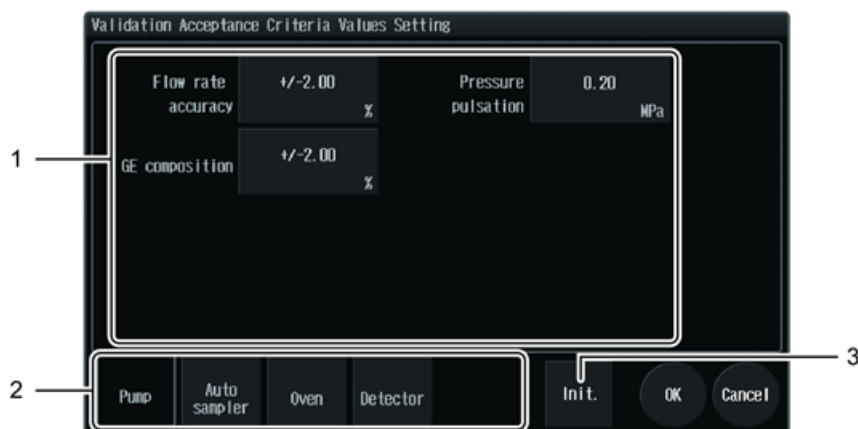 Validation Acceptance Criteria Values Setting
Flow rate accuracy
+/-2.00
%
Pressure pulsation
0.20
MPa
GE composition
+/-2.00
%
1
2
3
Pump
Auto sampler
Oven
Detector
Init.
OK
Cancel